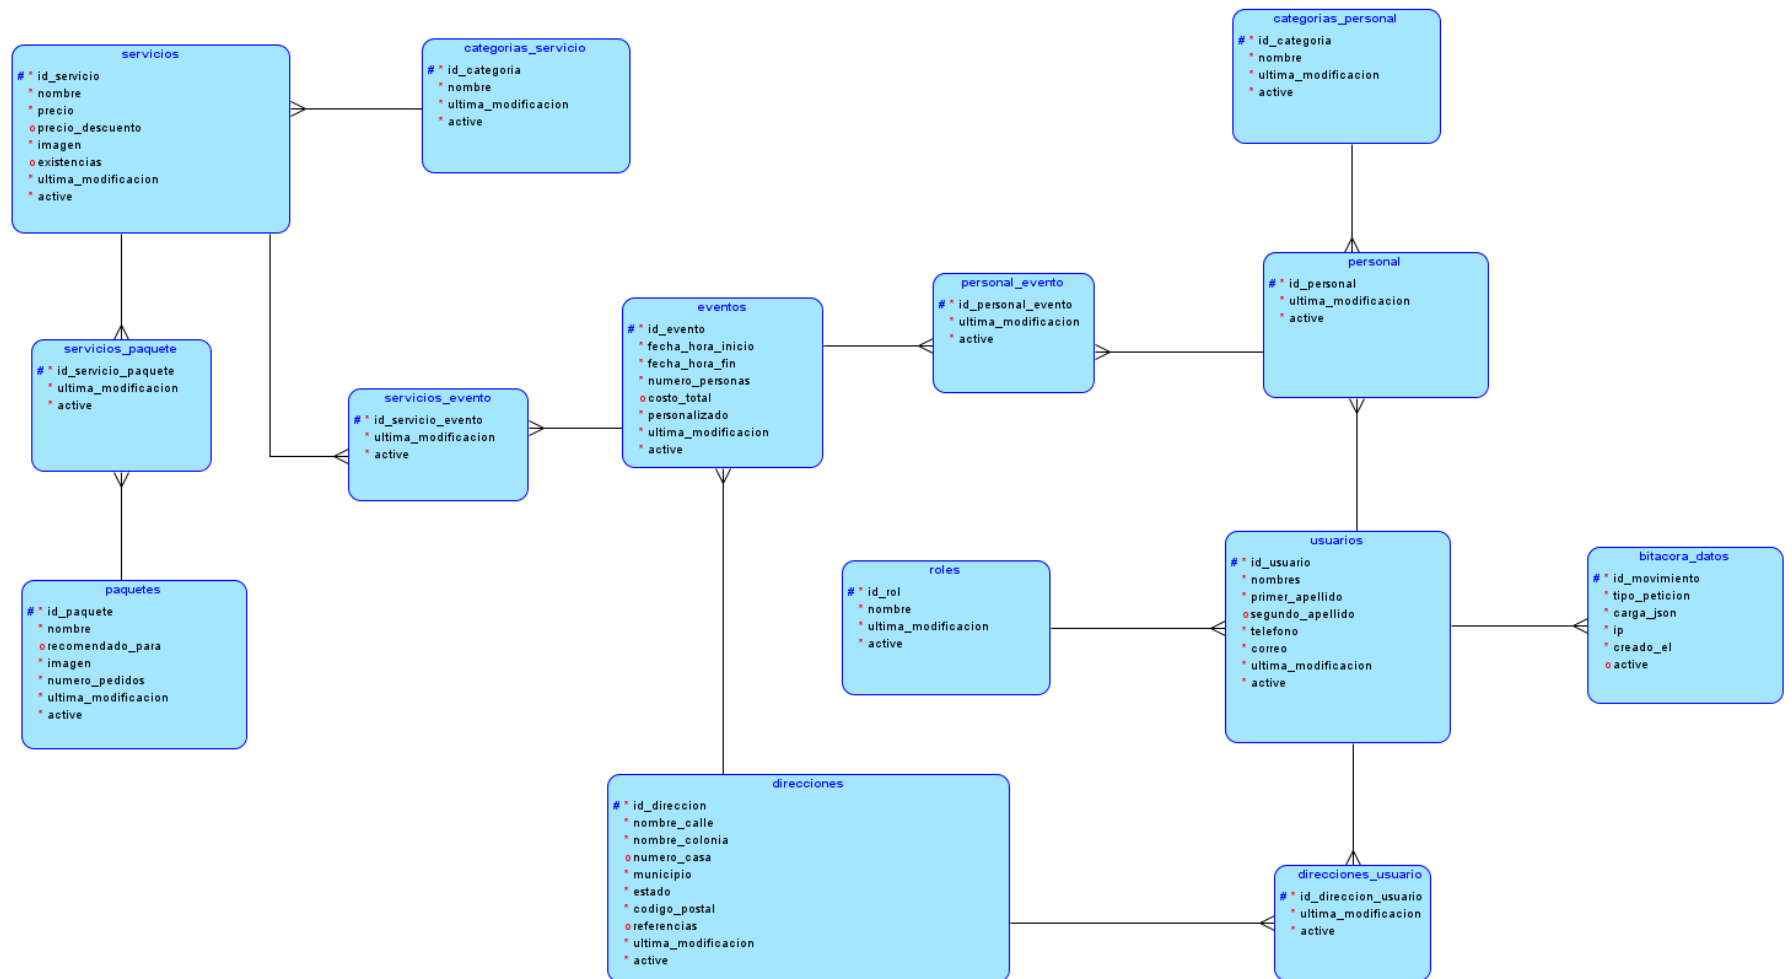 servicios
# * id_servicio
* nombre
* precio
o precio_descuento
* imagen
o existencias
* ultima_modificacion
* active
categorias_servicio
# * id_categoria
* nombre
* ultima_modificacion
* active
categorias_personal
# * id_categoria
* nombre
* ultima_modificacion
* active
personal
# * id_personal
* ultima_modificacion
* active
personal_evento
# * id_personal_evento
* ultima_modificacion
* active
eventos
# * id_evento
* fecha_hora_inicio
* fecha_hora_fin
* numero_personas
o costo_total
* personalizado
* ultima_modificacion
* active
servicios_paquete
# * id_servicio_paquete
* ultima_modificacion
* active
servicios_evento
# * id_servicio_evento
* ultima_modificacion
* active
paquetes
# * id_paquete
* nombre
o recomendado_para
* imagen
* numero_pedidos
* ultima_modificacion
* active
roles
# * id_rol
* nombre
* ultima_modificacion
* active
usuarios
# * id_usuario
* nombres
* primer_apellido
o segundo_apellido
* telefono
* correo
* ultima_modificacion
* active
bitacora_datos
# * id_movimiento
* tipo_peticion
* carga_json
* ip
* creado_el
o active
direcciones
# * id_direccion
* nombre_calle
* nombre_colonia
o numero_casa
* municipio
* estado
* codigo_postal
o referencias
* ultima_modificacion
* active
direcciones_usuario
# * id_direccion_usuario
* ultima_modificacion
* active